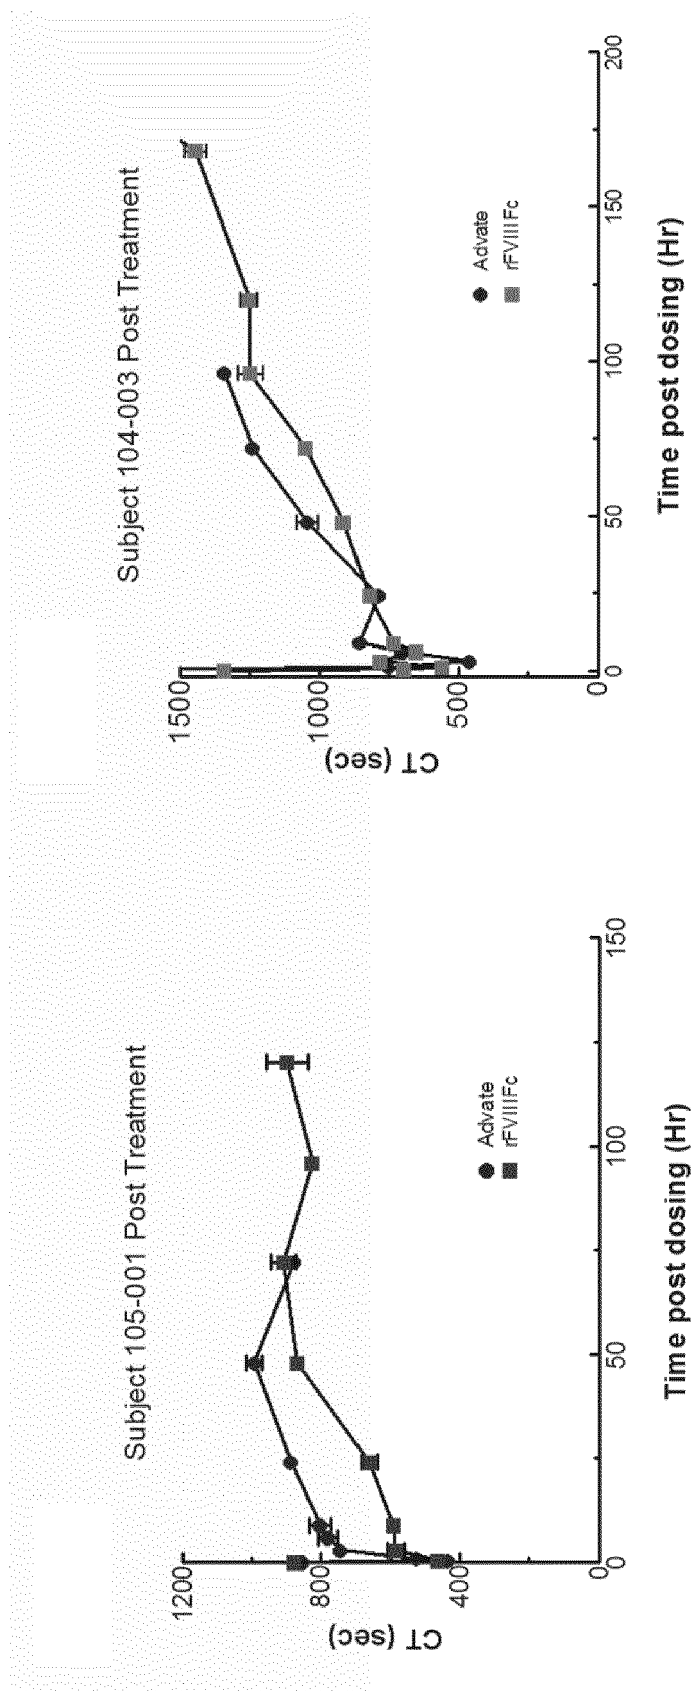 Subject 105-001 Post Treatment
1200
800
400
0
CT (sec)
Advate
rFVIIIFc
0
50
100
150
Time post dosing (Hr)
Subject 104-003 Post Treatment
1500
1000
500
0
CT (sec)
Advate
rFVIIIFc
0
50
100
150
200
Time post dosing (Hr)